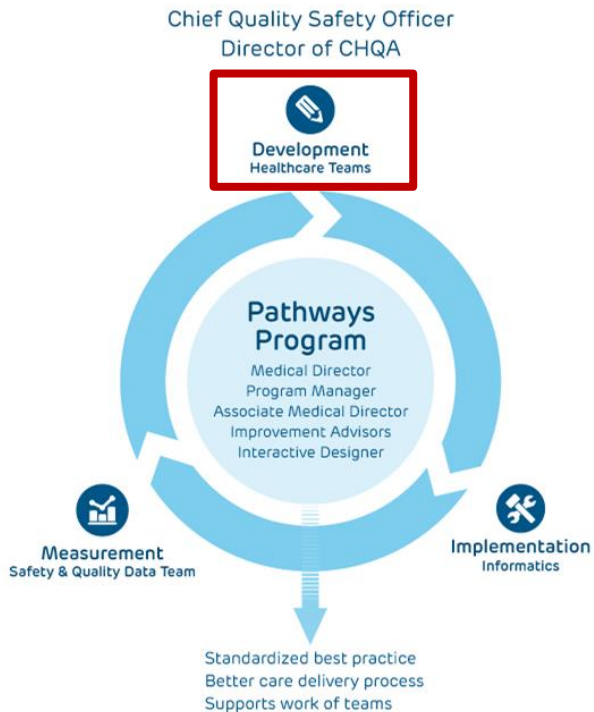 Chief Quality Safety Officer
Director of CHQA
Development
Healthcare Teams
Pathways
Program
Medical Director
Program Manager
Associate Medical Director
Improvement Advisors
Interactive Designer
Measurement
Safety & Quality Data Team
Implementation
Informatics
Standardized best practice
Better care delivery process
Supports work of teams